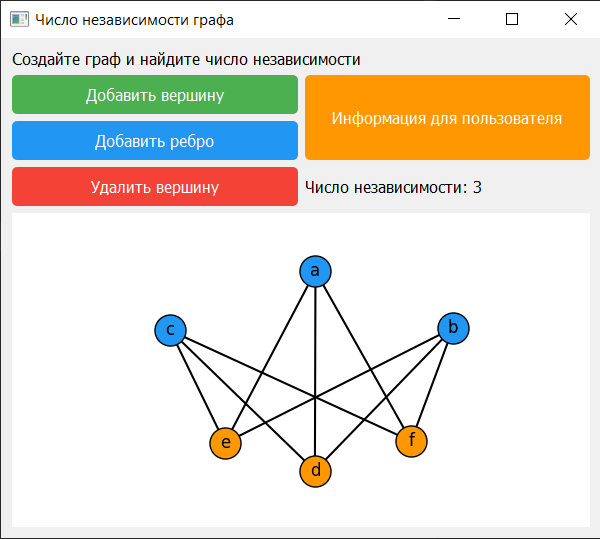 Число независимости графа
Создайте граф и найдите число независимости
Добавить вершину
Информация для пользователя
Добавить ребро
Удалить вершину
Число независимости: 3
a
c
b
e
f
d